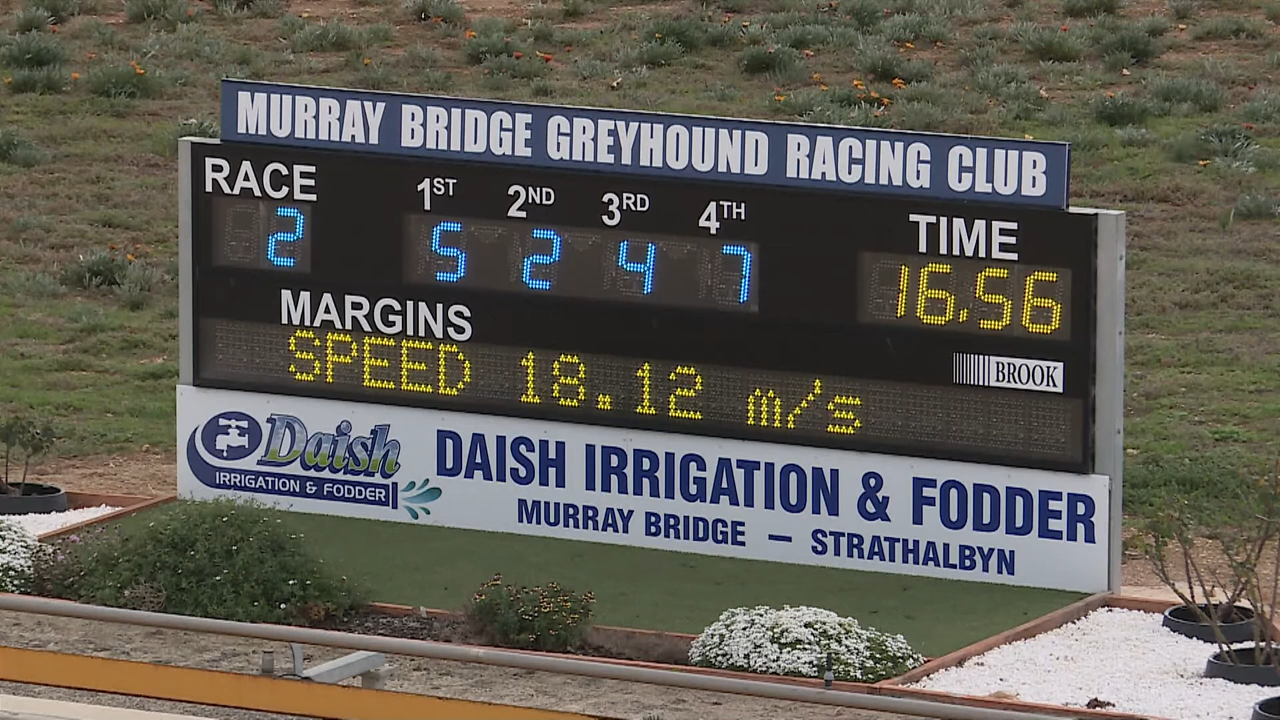 MURRAY BRIDGE GREYHOUND RACING CLUB
RACE 1ST 2ND 3RD 4TH TIME
2 5 2 4 7 16.56
MARGINS
SPEED 18.12 m/s
BROOK
Daish
IRRIGATION & FODDER
DAISH IRRIGATION & FODDER
MURRAY BRIDGE – STRATHALBYN